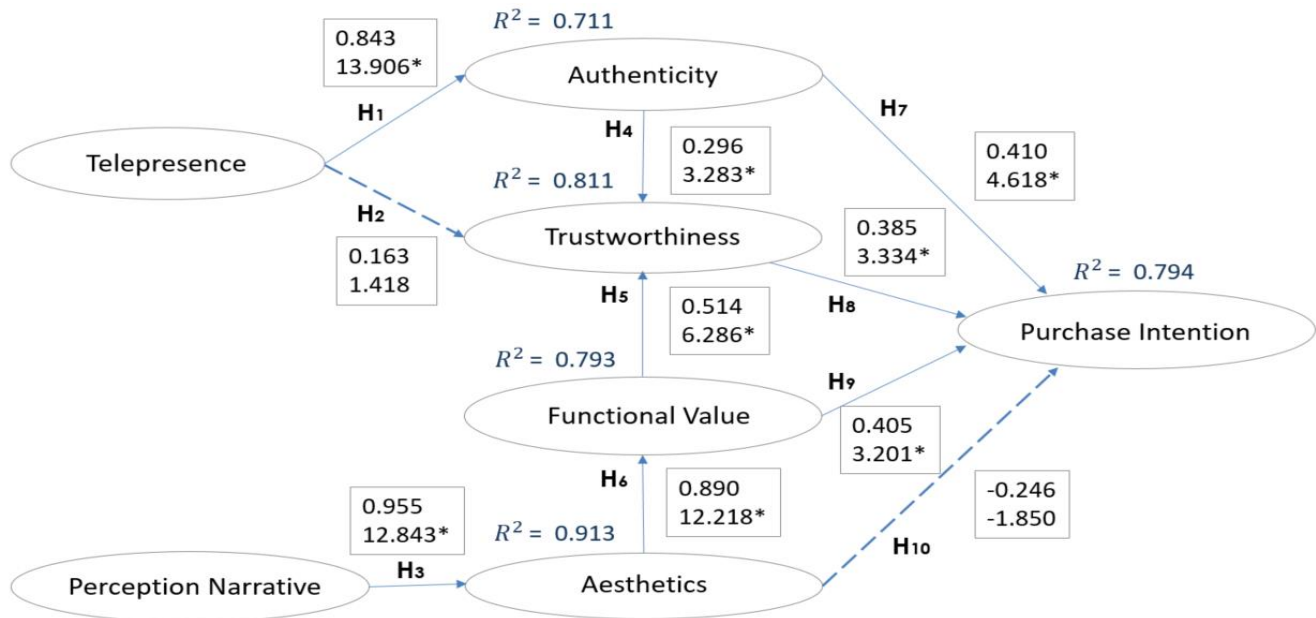 R² = 0.711
0.843
13.906*
Authenticity
H1
H7
H4
Telepresence
0.296
3.283*
0.410
4.618*
R² = 0.811
H2
Trustworthiness
0.385
3.334*
0.163
1.418
R² = 0.794
H5
H8
0.514
6.286*
Purchase Intention
R² = 0.793
H9
Functional Value
0.405
3.201*
H6
0.890
12.218*
0.955
12.843*
-0.246
-1.850
R² = 0.913
H10
H3
Perception Narrative
Aesthetics